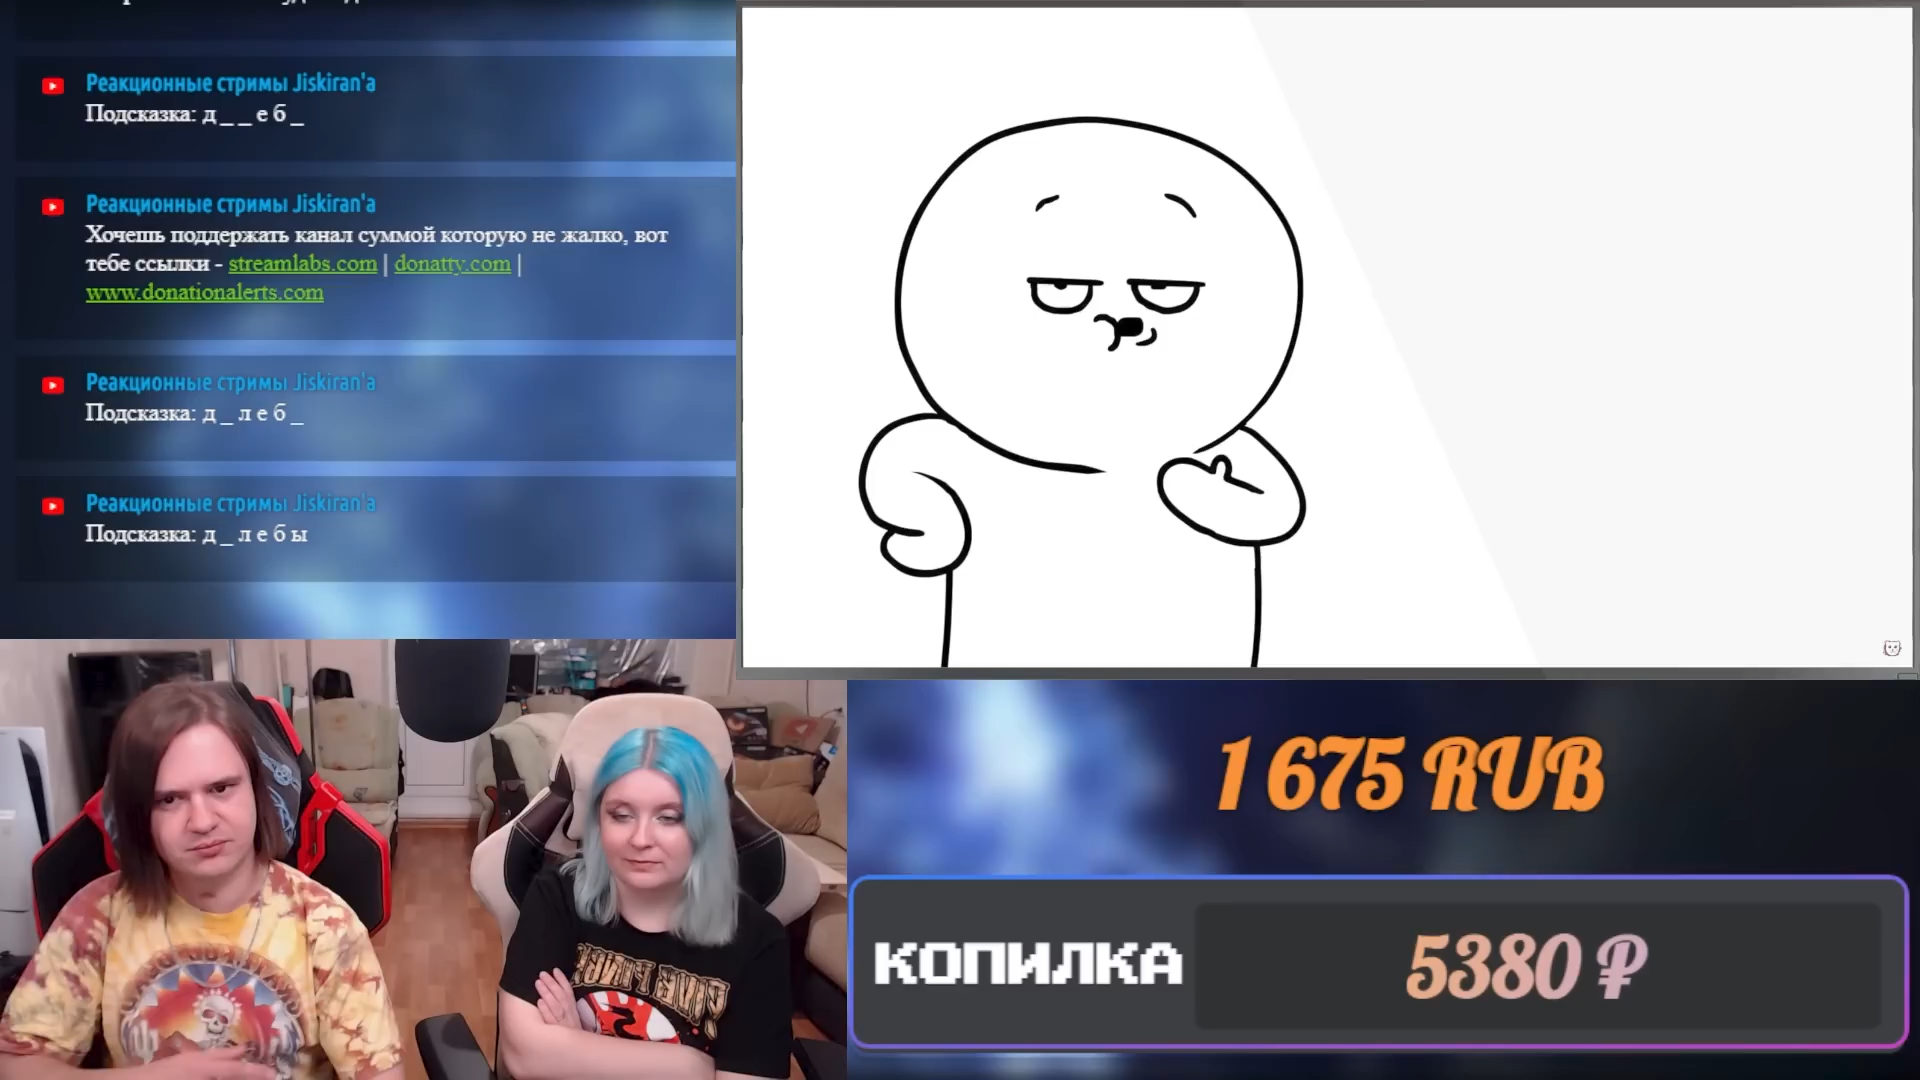 Реакционные стримы Jiskiran'a
Подсказка: д _ _ е б _
Реакционные стримы Jiskiran'a
Хочешь поддержать канал суммой которую не жалко, вот
тебе ссылки - streamlabs.com | donatty.com |
www.donationalerts.com
Реакционные стримы Jiskiran'a
Подсказка: д _ л е б _
Реакционные стримы Jiskiran'a
Подсказка: д _ л е б ы
1 675 RUB
КОПИЛКА
5380 ₽